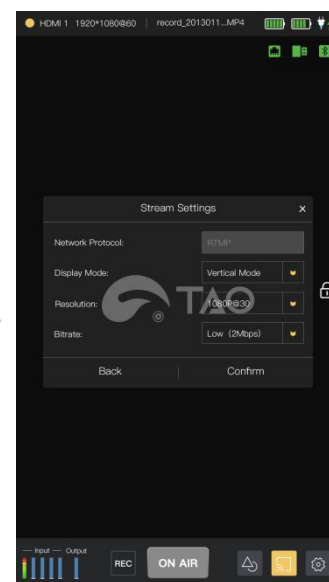 HDMI 1 1920*1080@60 record_2013011...MP4
Stream Settings ×
Network Protocol: RTMP
Display Mode: Vertical Mode
TAO
Resolution: 1080P@30
Bitrate: Low (2Mbps)
Back Confirm
Input Output
REC ON AIR